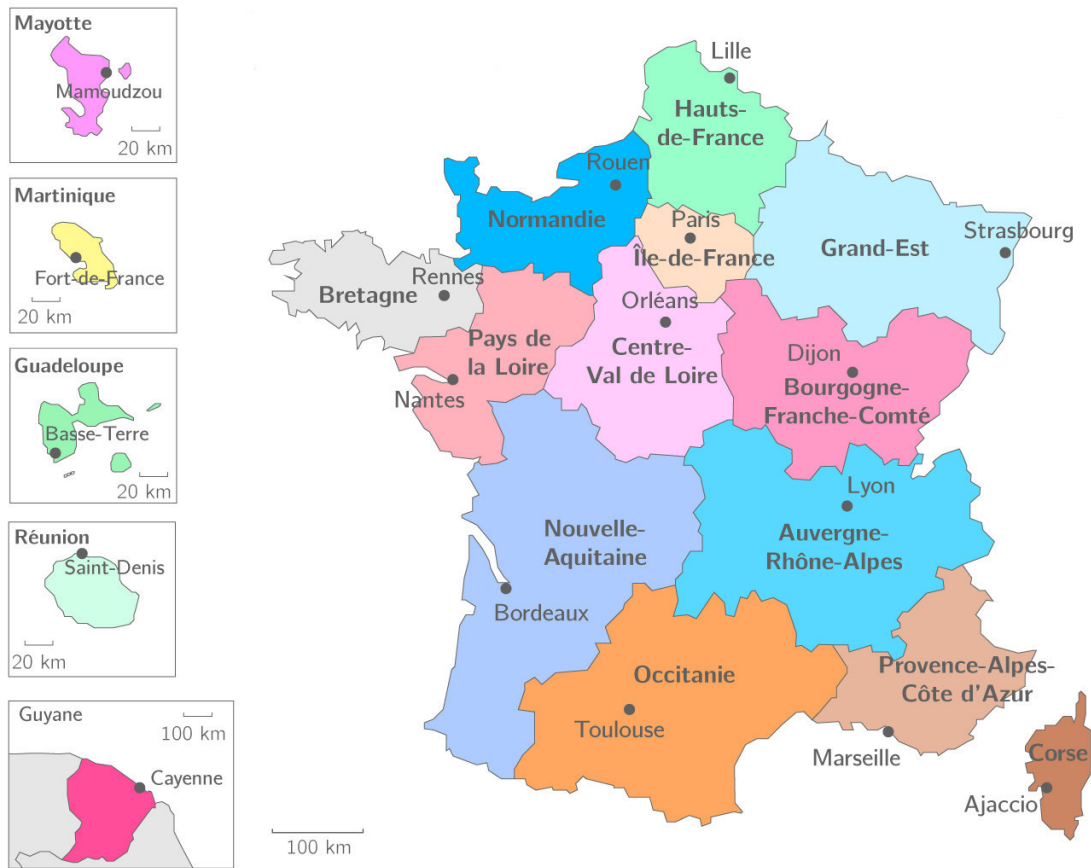 Mayotte
Mamoudzou
20 km
Martinique
Fort-de-France
20 km
Guadeloupe
Basse-Terre
20 km
Réunion
Saint-Denis
20 km
Guyane
100 km
Cayenne
Lille
Hauts-
de-France
Rouen
Normandie
Paris
Île-de-France
Grand-Est
Strasbourg
Rennes
Bretagne
Orléans
Pays de
la Loire
Centre-
Val de Loire
Nantes
Dijon
Bourgogne-
Franche-Comté
Lyon
Nouvelle-
Aquitaine
Auvergne-
Rhône-Alpes
Bordeaux
Occitanie
Toulouse
Provence-Alpes-
Côte d'Azur
Marseille
Corse
Ajaccio
100 km